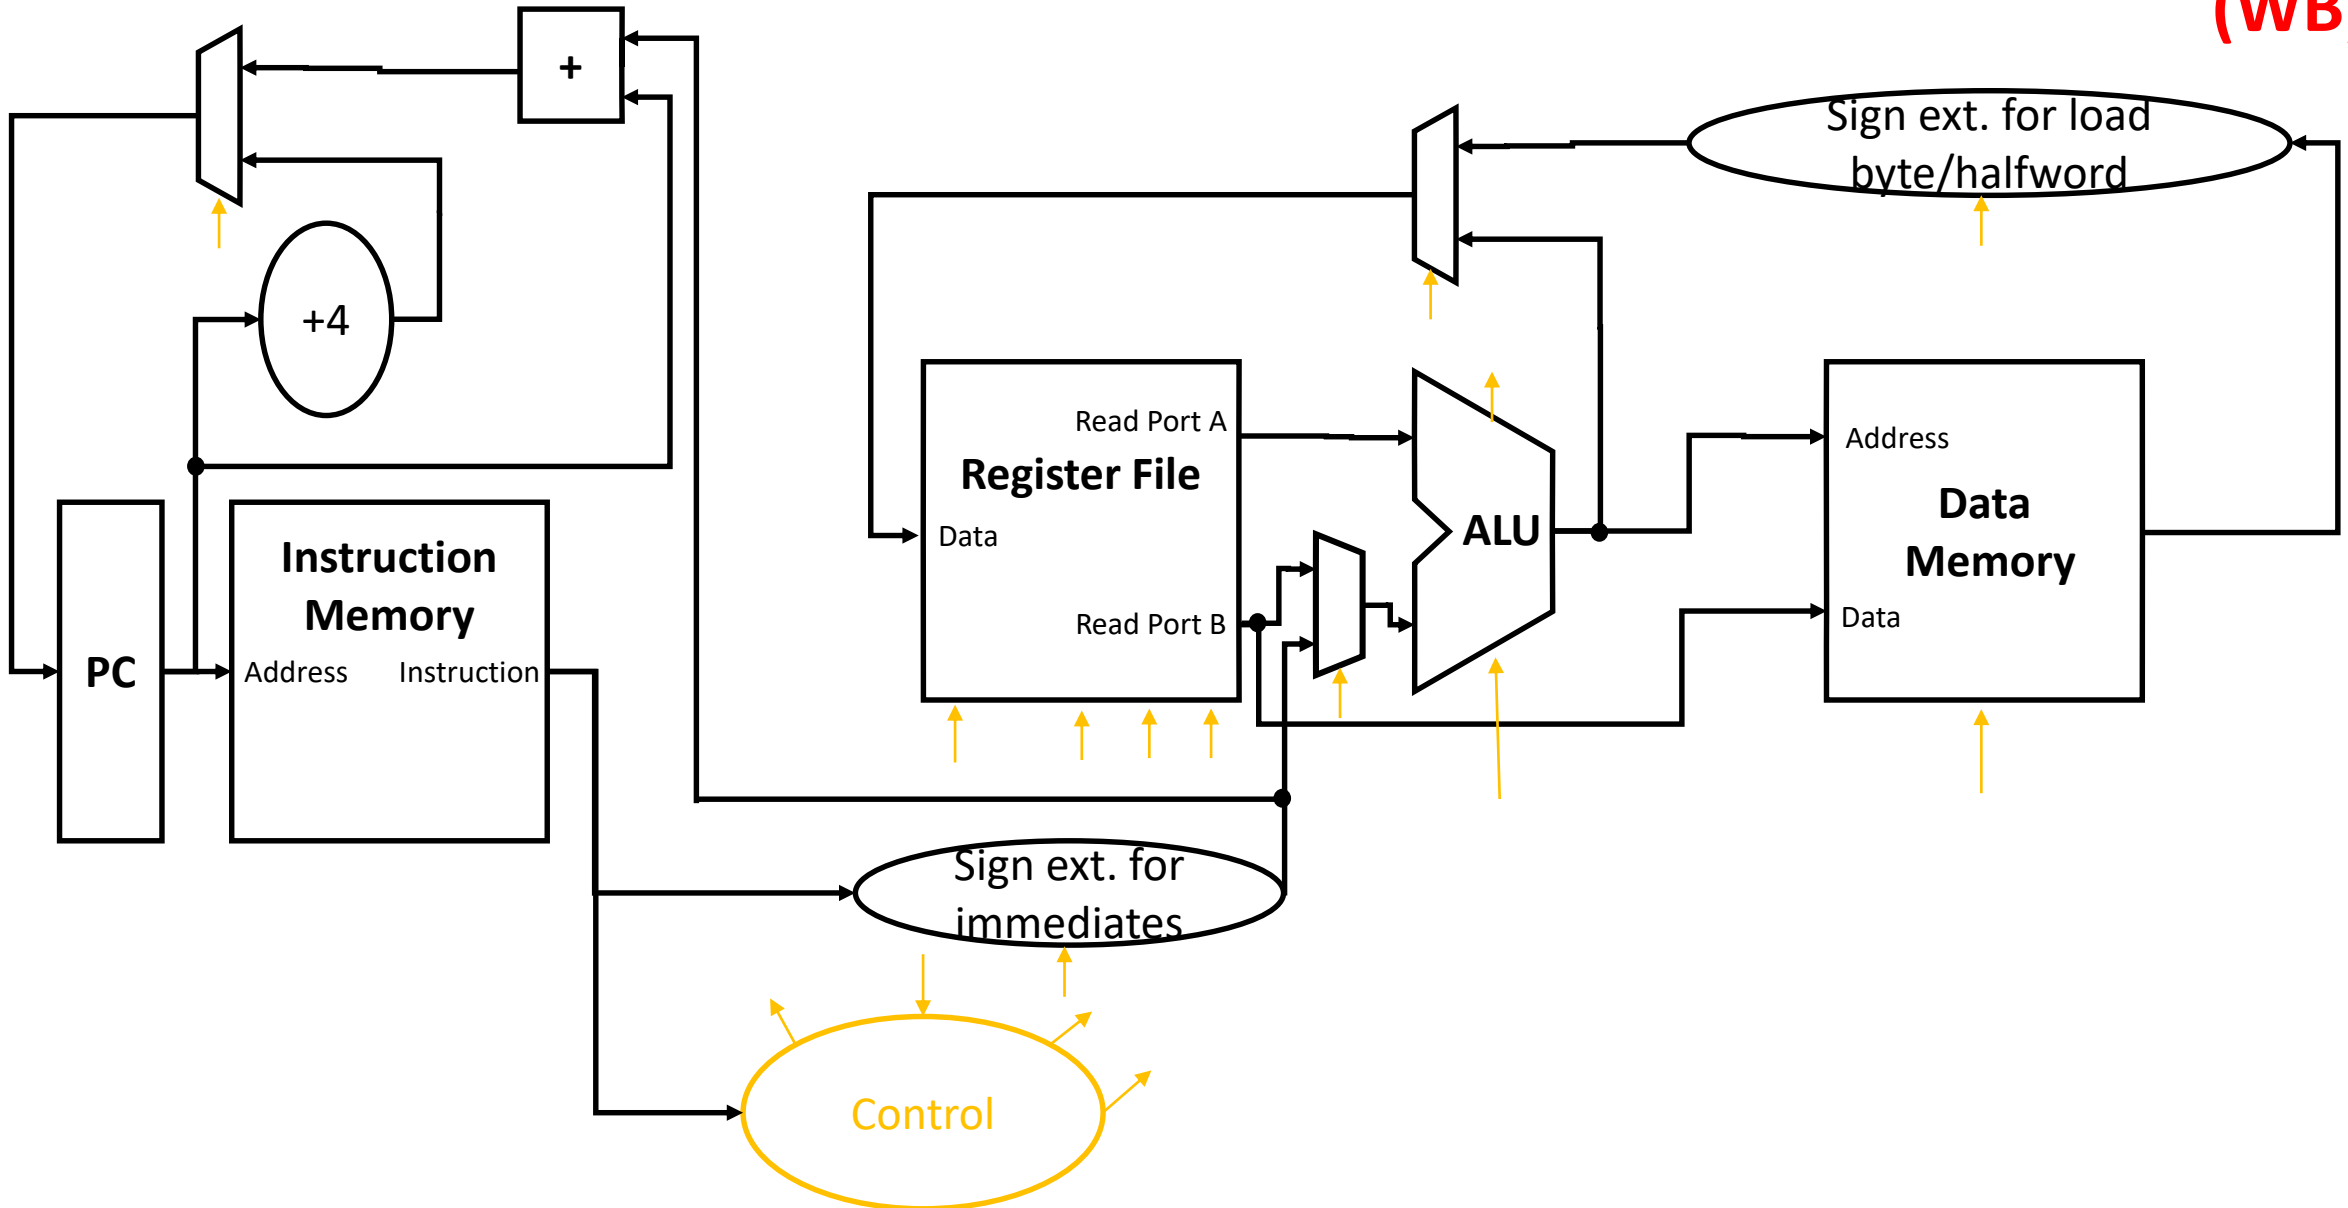 (WB
+
Sign ext. for load
byte/halfword
+4
Read Port A
Register File
Data
Read Port B
ALU
Address
Data
Memory
Data
Instruction
Memory
PC
Address
Instruction
Sign ext. for
immediates
Control